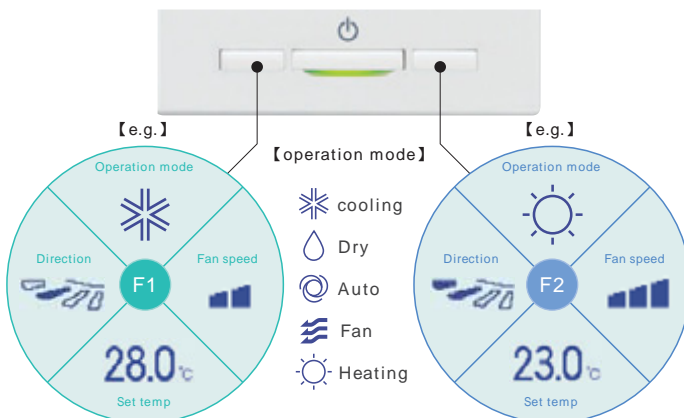 【e.g.】
【e.g.】
【operation mode】
Operation mode
Direction
Fan speed
F1
28.0℃
Set temp
cooling
Dry
Auto
Fan
Heating
Operation mode
Direction
Fan speed
F2
23.0℃
Set temp